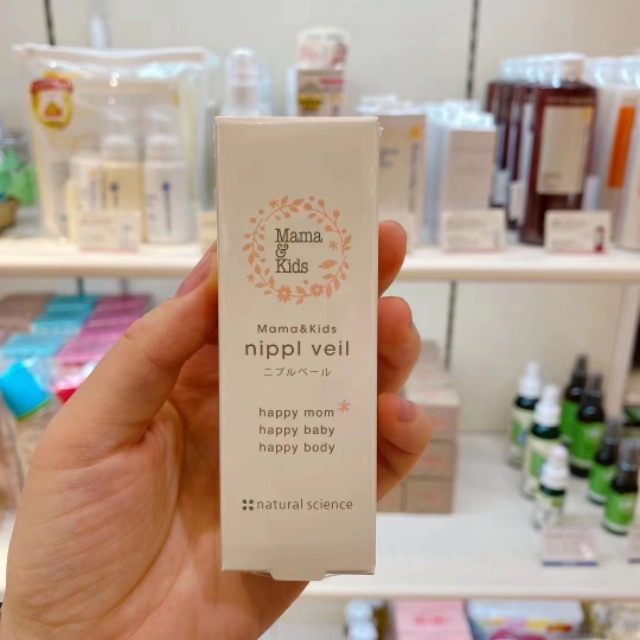 Mama
&
Kids
Mama&Kids
nippl veil
ニプルベール
happy mom
happy baby
happy body
natural science